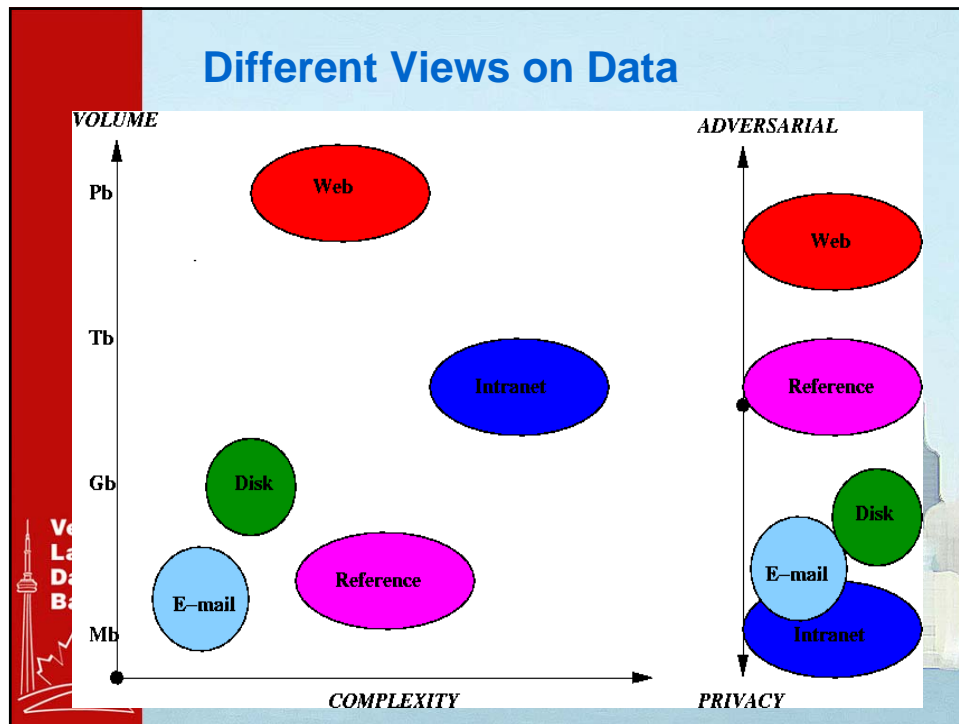 Different Views on Data
VOLUME
ADVERSARIAL
Pb
Web
Web
Tb
Intranet
Reference
Gb
Disk
Disk
E-mail
Reference
E-mail
Mb
Intranet
COMPLEXITY
PRIVACY